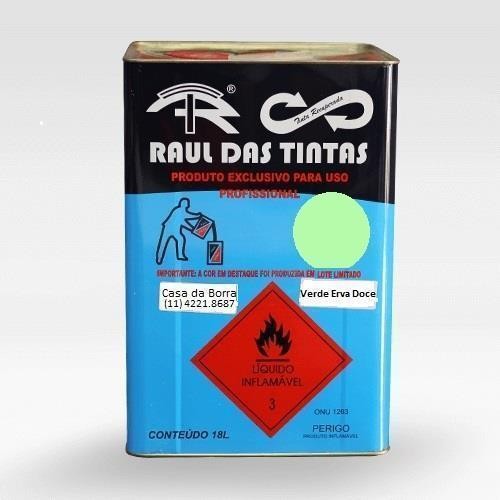 R ®
Tinta Recuperada
RAUL DAS TINTAS
PRODUTO EXCLUSIVO PARA USO
PROFISSIONAL
IMPORTANTE: A COR EM DESTAQUE FOI PRODUZIDA EM LOTE LIMITADO
Casa da Borra
(11) 4221.8687
Verde Erva Doce
LÍQUIDO
INFLAMÁVEL
3
ONU 1263
CONTEÚDO 18L
PERIGO
PRODUTO INFLAMÁVEL